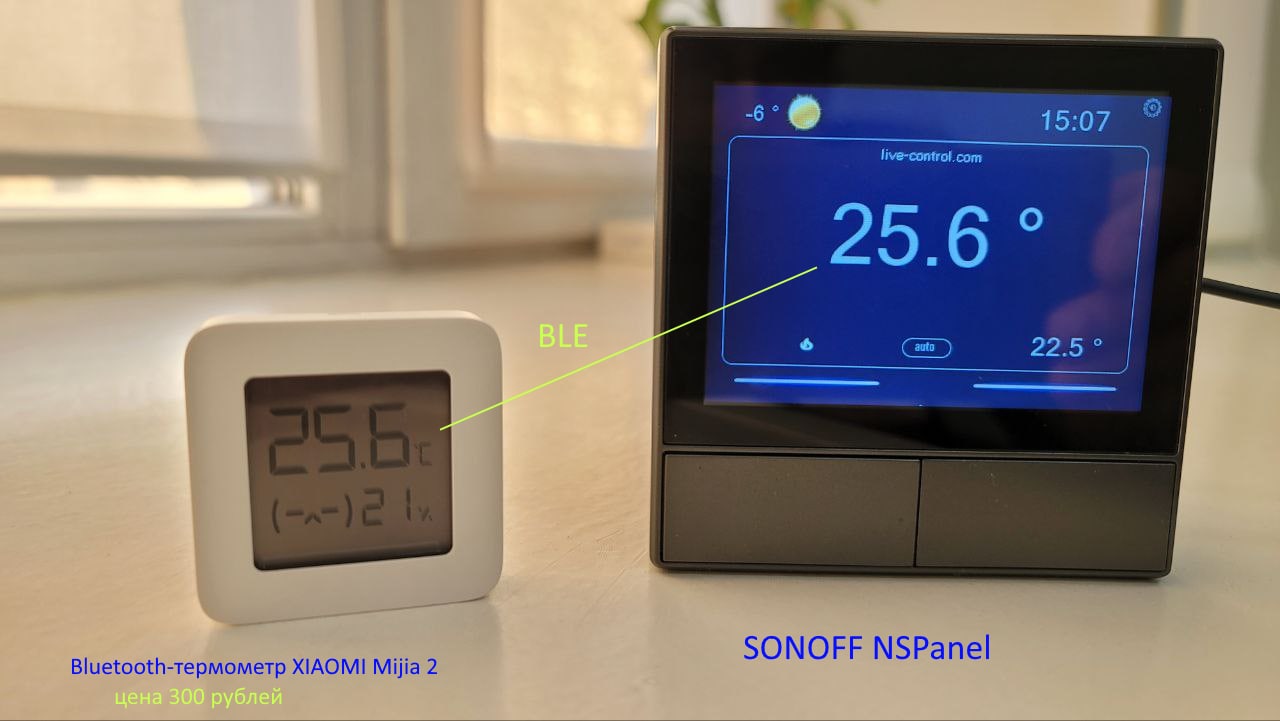 -6 °
15:07
live-control.com
25.6 °
auto
22.5 °
BLE
25.6 °C
(-^-) 21%
SONOFF NSPanel
Bluetooth-термометр XIAOMI Mijia 2
цена 300 рублей